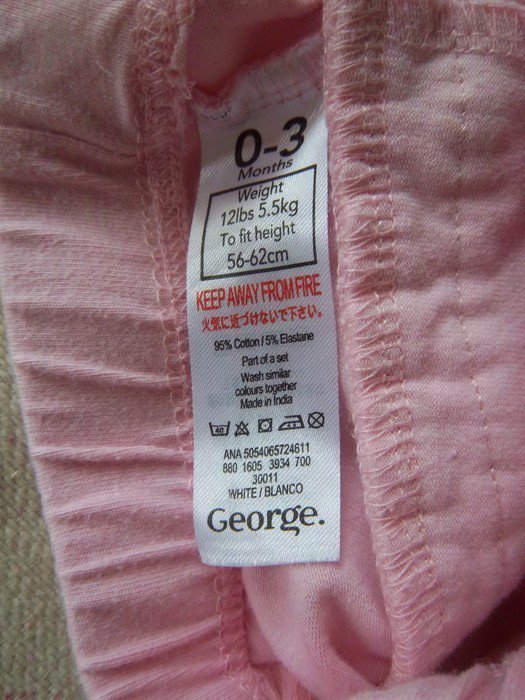 0-3
Months
Weight
12lbs 5.5kg
To fit height
56-62cm
KEEP AWAY FROM FIRE
火気に近づけないで下さい。
95% Cotton / 5% Elastane
Part of a set
Wash similar
colours together
Made in India
40
ANA 5054065724611
880 1605 3934 700
30011
WHITE / BLANCO
George.